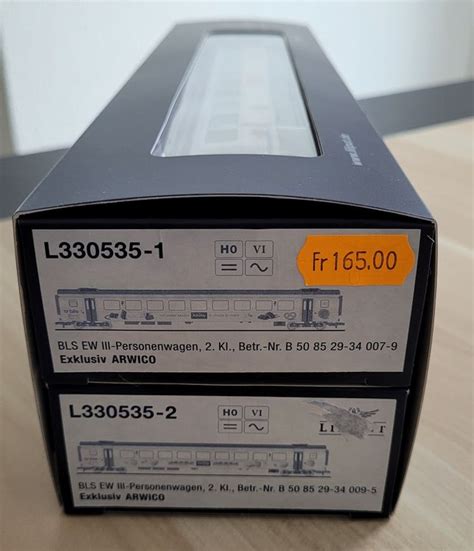 L330535-1
H0 VI
Fr 165.00
BLS EW III-Personenwagen, 2. Kl., Betr.-Nr. B 50 85 29-34 007-9
Exklusiv ARWICO
L330535-2
H0 VI
BLS EW III-Personenwagen, 2. Kl., Betr.-Nr. B 50 85 29-34 009-5
Exklusiv ARWICO